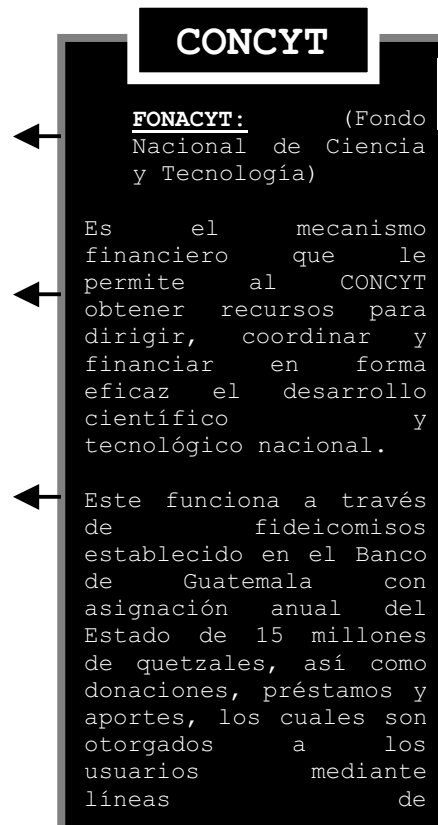 CONCYT
FONACYT: (Fondo
Nacional de Ciencia
y Tecnología)
Es el mecanismo
financiero que le
permite al CONCYT
obtener recursos para
dirigir, coordinar y
financiar en forma
eficaz el desarrollo
científico y
tecnológico nacional.
Este funciona a través
de fideicomisos
establecido en el Banco
de Guatemala con
asignación anual del
Estado de 15 millones
de quetzales, así como
donaciones, préstamos y
aportes, los cuales son
otorgados a los
usuarios mediante
líneas de